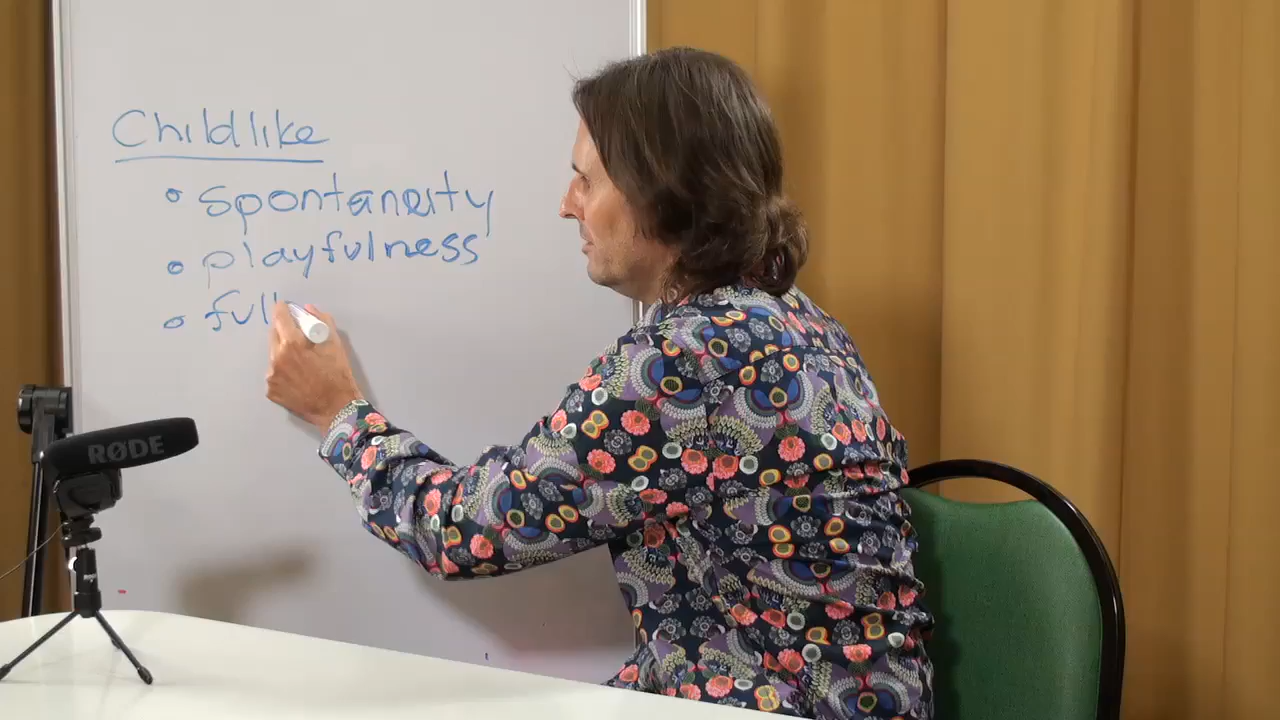 Childlike
• spontaneity
• playfulness
• full
RØDE